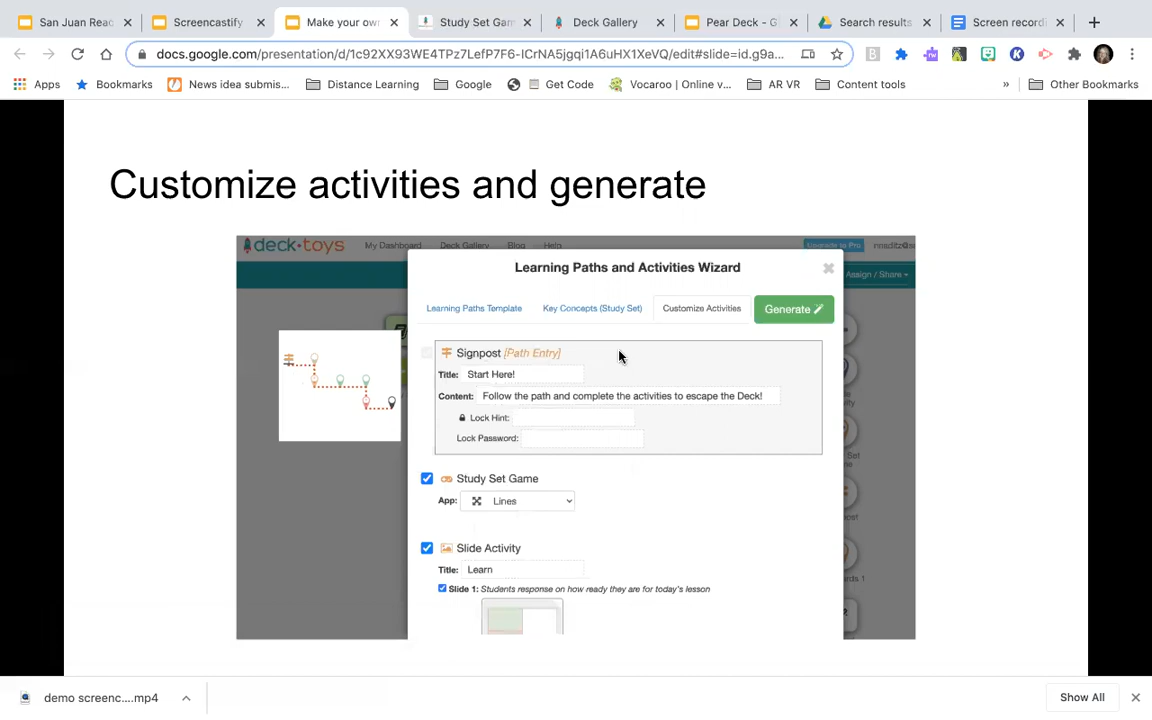 San Juan Read
Screencastify
Make your own
Study Set Gam
Deck Gallery
Pear Deck - G
Search results
Screen record
docs.google.com/presentation/d/1c92XX93WE4TPz7LefP7F6-ICrNA5jgqi1A6uHX1XeVQ/edit#slide=id.g9a...
Apps
Bookmarks
News idea submis...
Distance Learning
Google
Get Code
Vocaroo | Online v...
AR VR
Content tools
»
Other Bookmarks
Customize activities and generate
deck•toys
My Dashboard
Deck Gallery
Blog
Help
Upgrade to Pro
Learning Paths and Activities Wizard
Assign / Share
Learning Paths Template
Key Concepts (Study Set)
Customize Activities
Generate
Signpost [Path Entry]
Title: Start Here!
Content: Follow the path and complete the activities to escape the Deck!
Lock Hint:
Lock Password:
Study Set Game
App: Lines
Slide Activity
Title: Learn
Slide 1: Students response on how ready they are for today's lesson
demo screenc....mp4
Show All